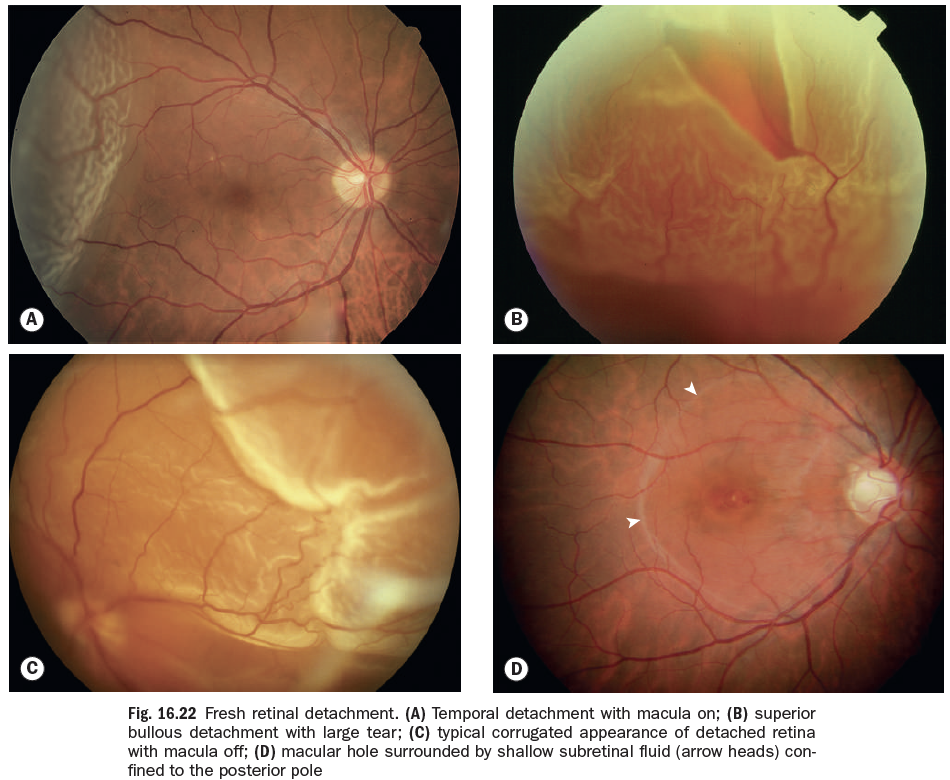 A
B
C
D
Fig. 16.22 Fresh retinal detachment. (A) Temporal detachment with macula on; (B) superior
bullous detachment with large tear; (C) typical corrugated appearance of detached retina
with macula off; (D) macular hole surrounded by shallow subretinal fluid (arrow heads) con-
fined to the posterior pole